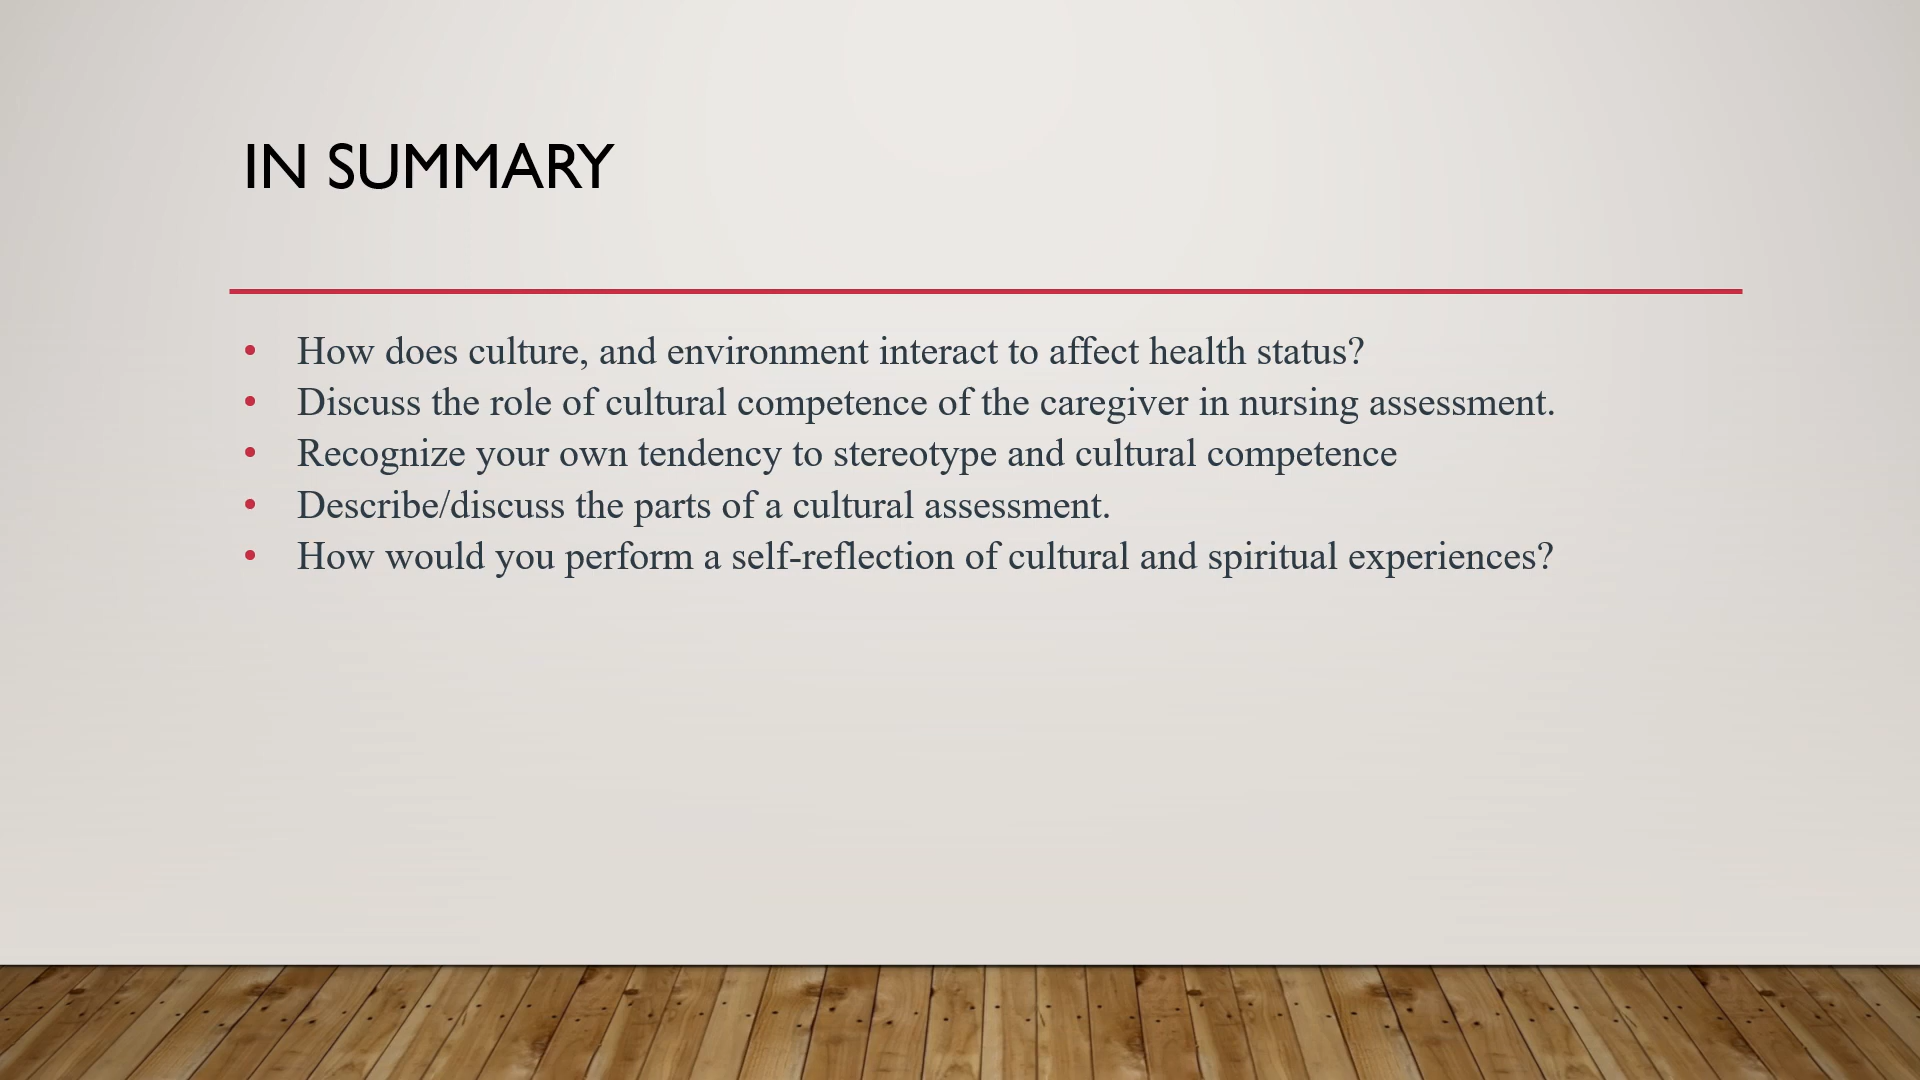 IN SUMMARY
• How does culture, and environment interact to affect health status?
• Discuss the role of cultural competence of the caregiver in nursing assessment.
• Recognize your own tendency to stereotype and cultural competence
• Describe/discuss the parts of a cultural assessment.
• How would you perform a self-reflection of cultural and spiritual experiences?